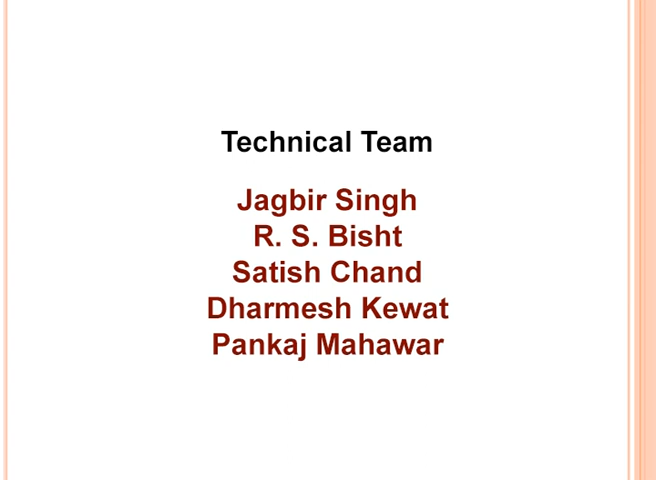 Technical Team
Jagbir Singh
R. S. Bisht
Satish Chand
Dharmesh Kewat
Pankaj Mahawar